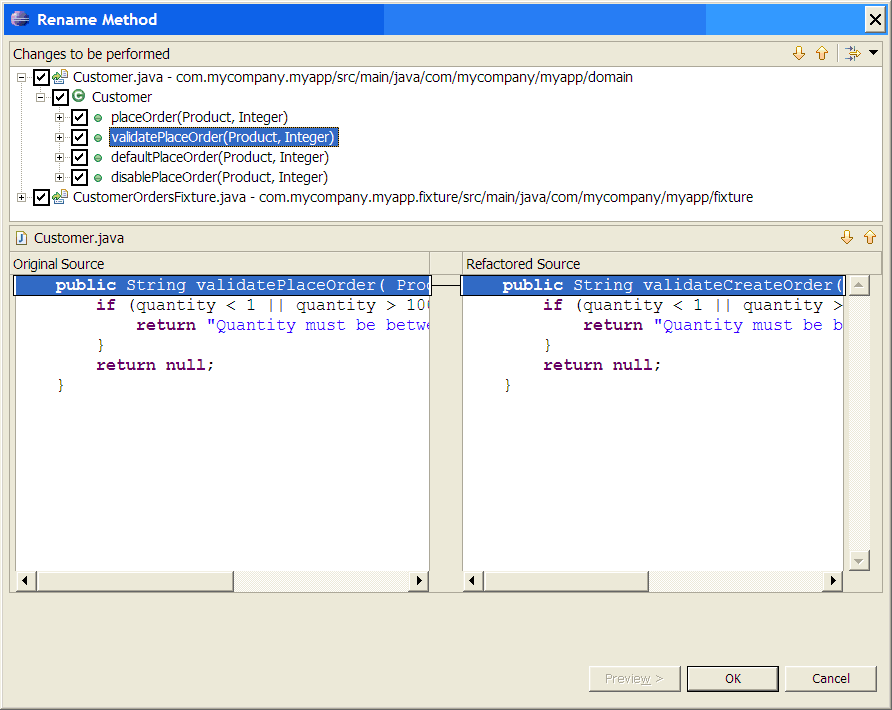 Rename Method
Changes to be performed
Customer.java - com.mycompany.myapp/src/main/java/com/mycompany/myapp/domain
Customer
placeOrder(Product, Integer)
validatePlaceOrder(Product, Integer)
defaultPlaceOrder(Product, Integer)
disablePlaceOrder(Product, Integer)
CustomerOrdersFixture.java - com.mycompany.myapp.fixture/src/main/java/com/mycompany/myapp/fixture
Customer.java
Original Source
public String validatePlaceOrder( Prod
if (quantity < 1 || quantity > 100
return "Quantity must be betwe
}
return null;
}
Refactored Source
public String validateCreateOrder(
if (quantity < 1 || quantity >
return "Quantity must be b
}
return null;
}
Preview >
OK
Cancel